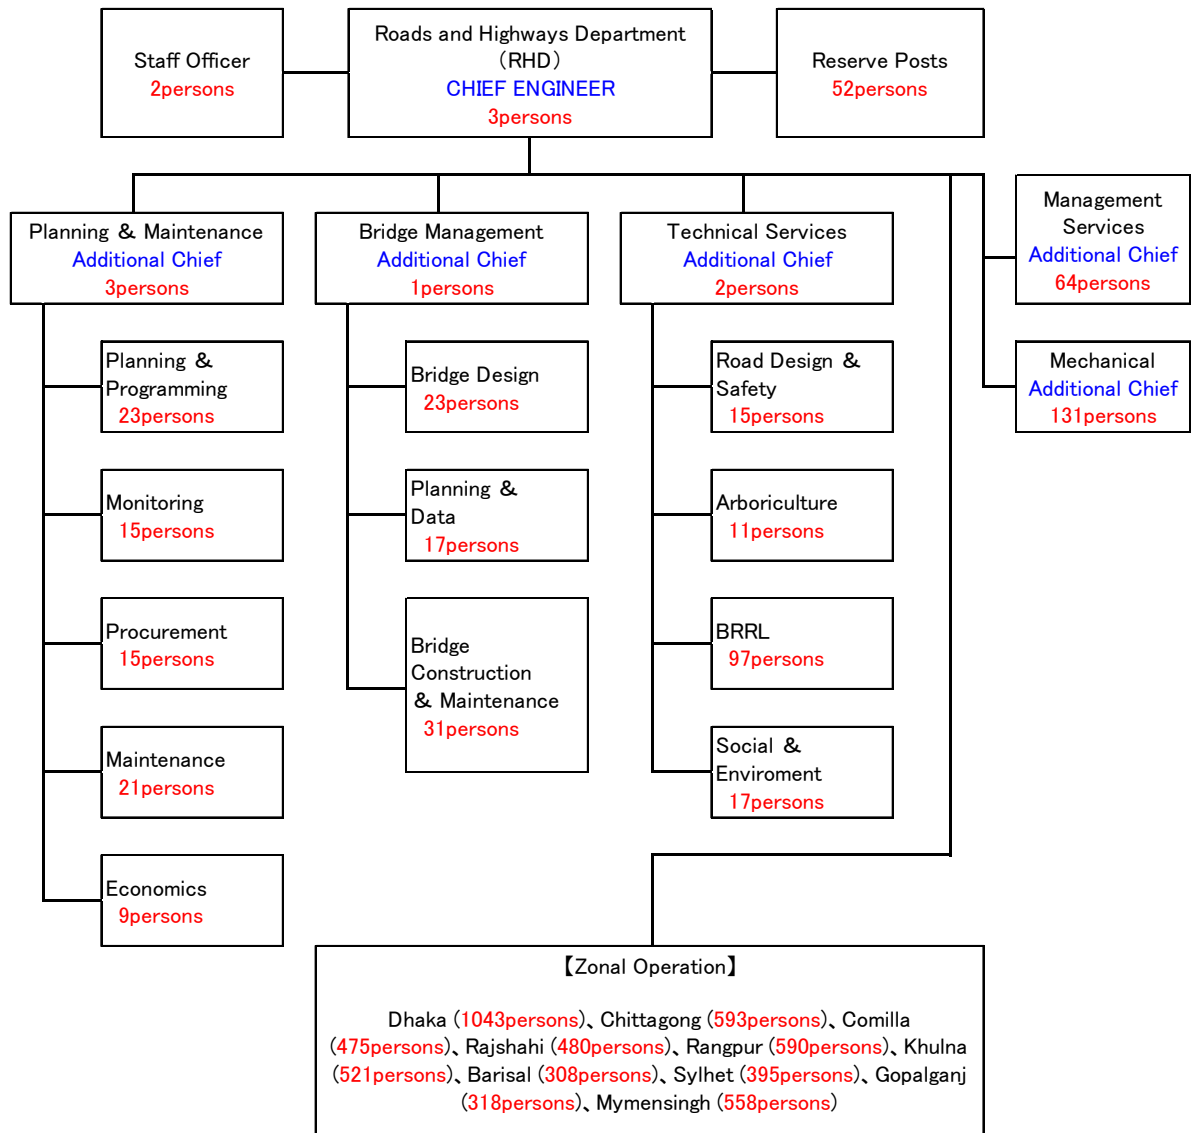 Staff Officer
2persons
Roads and Highways Department
(RHD)
CHIEF ENGINEER
3persons
Reserve Posts
52persons
Planning & Maintenance
Additional Chief
3persons
Bridge Management
Additional Chief
1persons
Technical Services
Additional Chief
2persons
Management
Services
Additional Chief
64persons
Mechanical
Additional Chief
131persons
Planning &
Programming
23persons
Monitoring
15persons
Procurement
15persons
Maintenance
21persons
Economics
9persons
Bridge Design
23persons
Planning &
Data
17persons
Bridge
Construction
& Maintenance
31persons
Road Design &
Safety
15persons
Arboriculture
11persons
BRRL
97persons
Social &
Enviroment
17persons
【Zonal Operation】
Dhaka (1043persons)、Chittagong (593persons)、Comilla
(475persons)、Rajshahi (480persons)、Rangpur (590persons)、Khulna
(521persons)、Barisal (308persons)、Sylhet (395persons)、Gopalganj
(318persons)、Mymensingh (558persons)